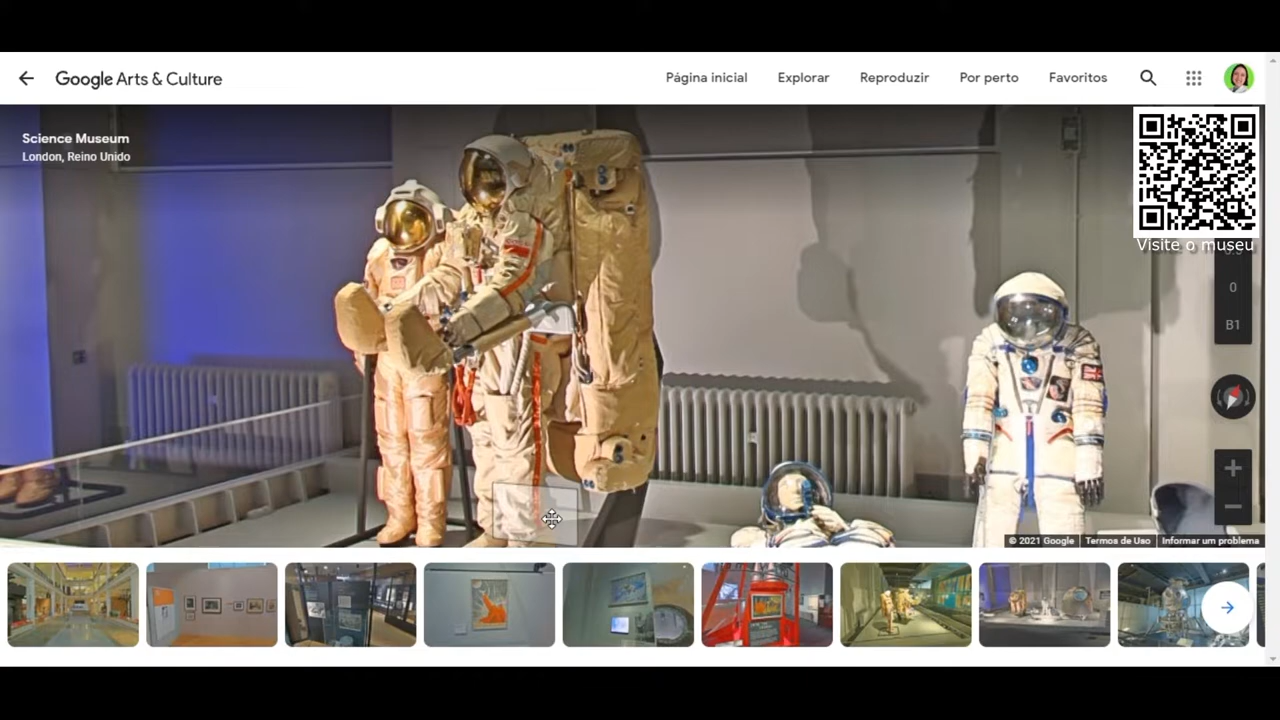 Google Arts & Culture
Página inicial
Explorar
Reproduzir
Por perto
Favoritos
Science Museum
London, Reino Unido
Visite o museu
0
B1
© 2021 Google
Termos de Uso
Informar um problema